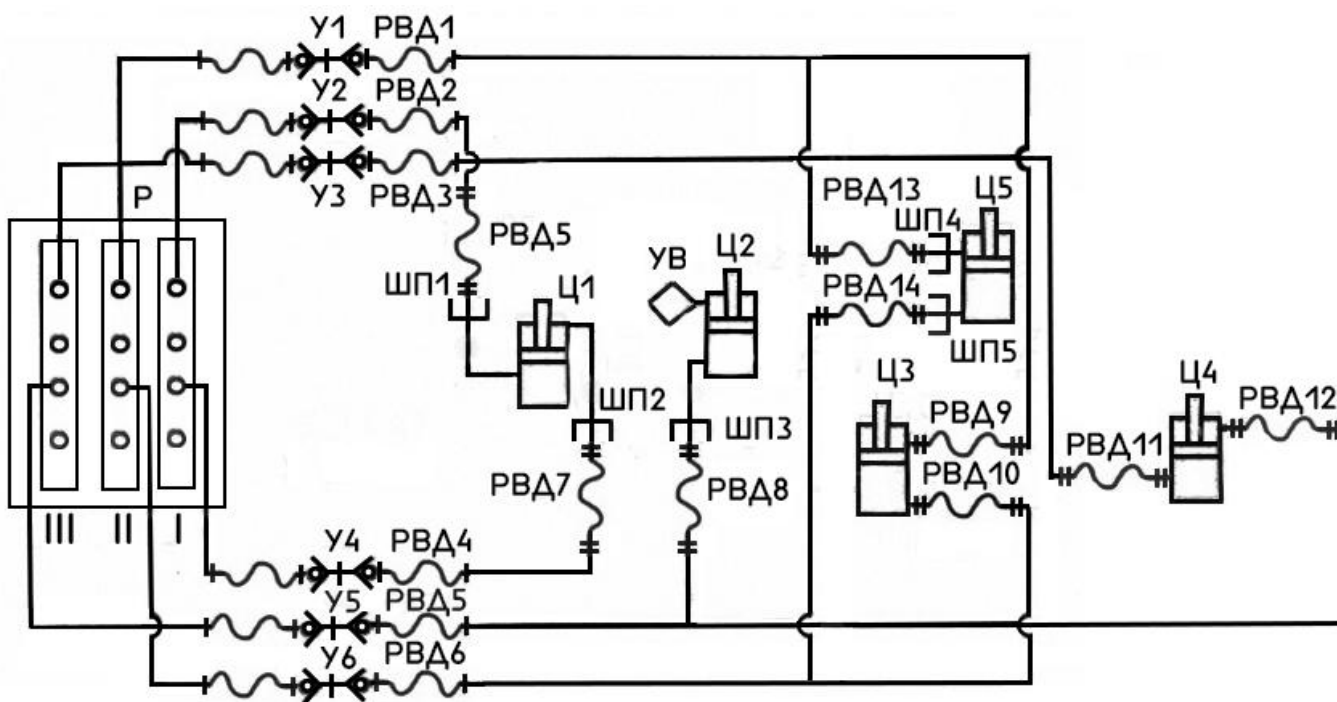 У1 РВД1
У2 РВД2
У3 РВД3
Р
РВД5
ШП1
Ц1
УВ
Ц2
РВД13
ШП4
Ц5
РВД14
ШП5
ШП2
ШП3
Ц3
РВД9
РВД10
РВД7
РВД8
РВД11
Ц4
РВД12
III II I
У4 РВД4
У5 РВД5
У6 РВД6